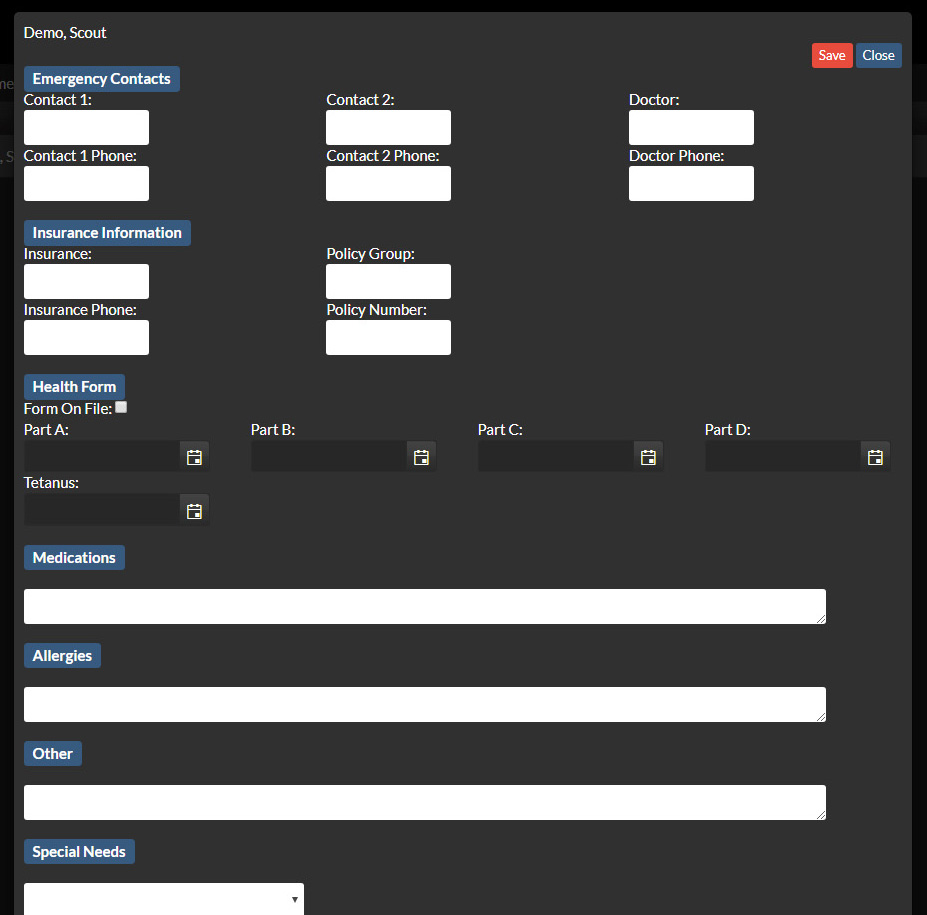 Demo, Scout
Save Close
Emergency Contacts
Contact 1: Contact 2: Doctor:
Contact 1 Phone: Contact 2 Phone: Doctor Phone:
Insurance Information
Insurance: Policy Group:
Insurance Phone: Policy Number:
Health Form
Form On File:
Part A: Part B: Part C: Part D:
Tetanus:
Medications
Allergies
Other
Special Needs